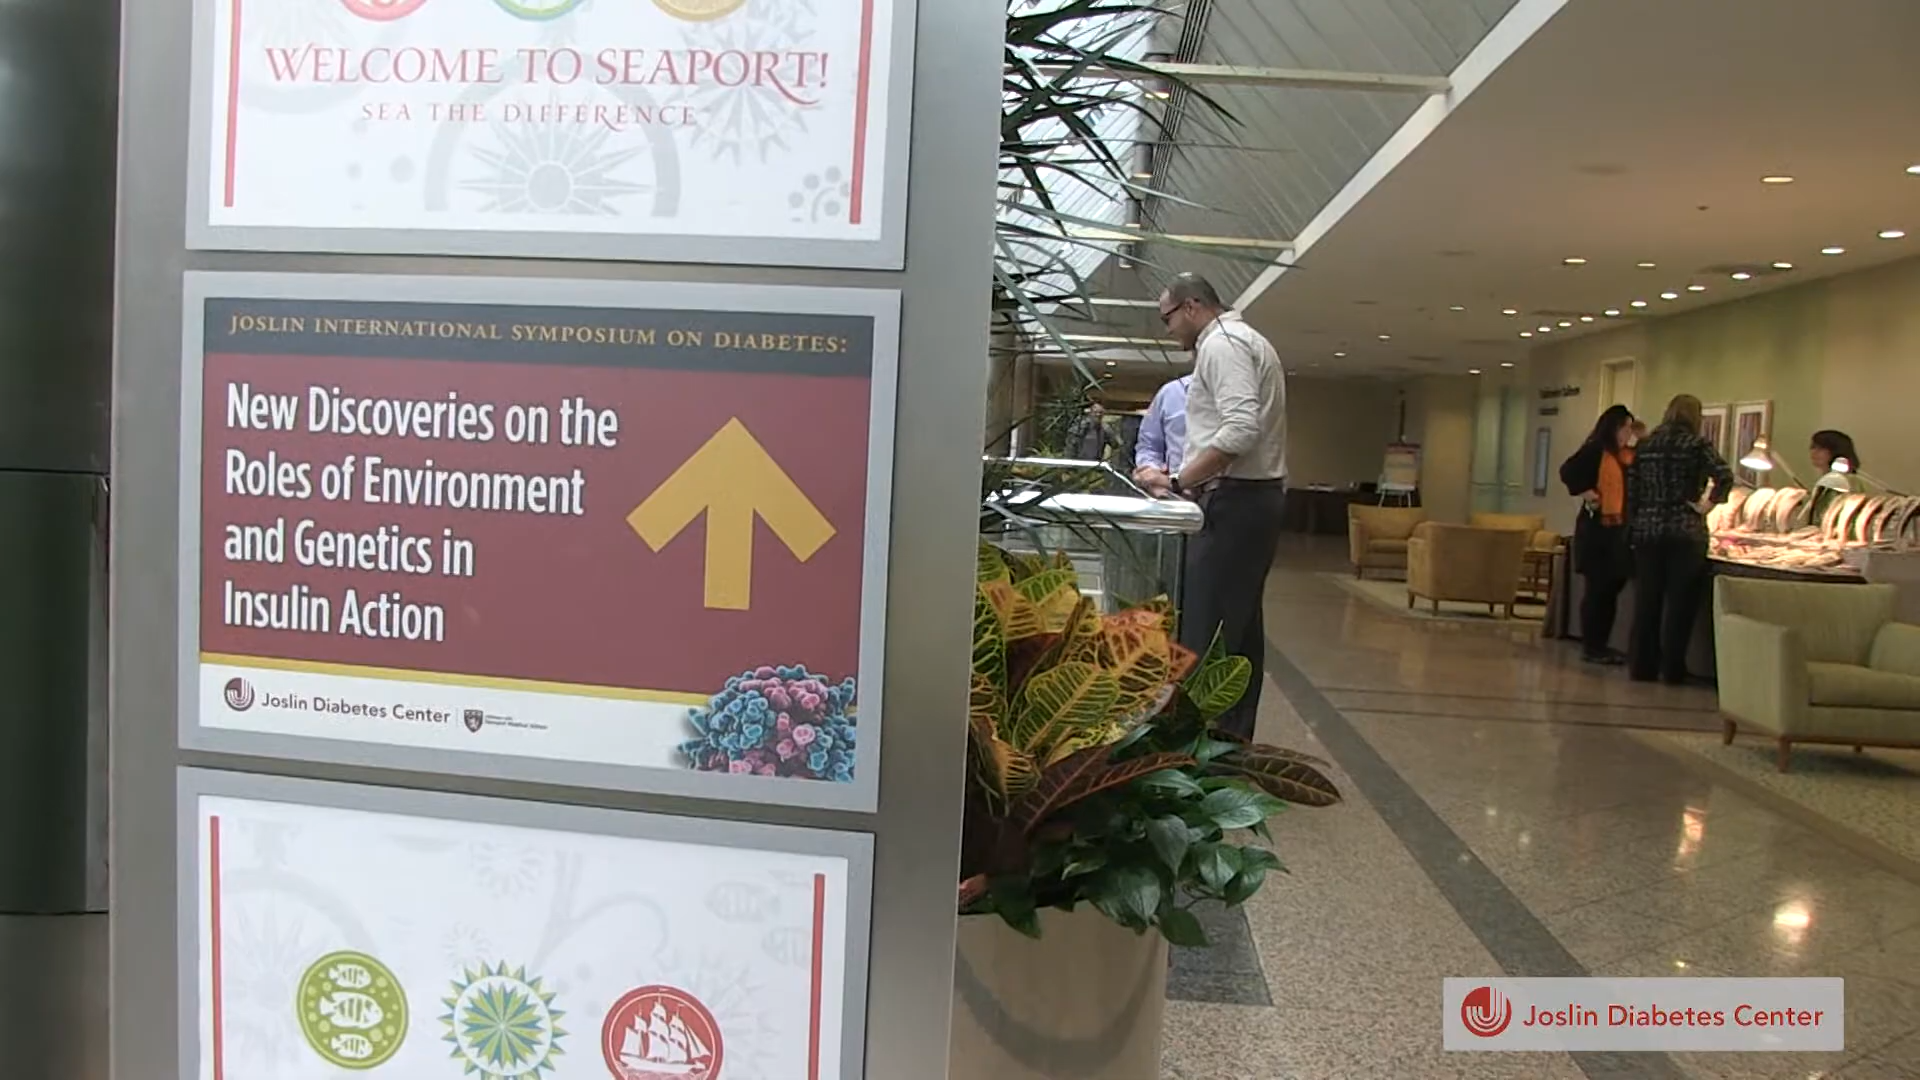 WELCOME TO SEAPORT!
SEA THE DIFFERENCE
JOSLIN INTERNATIONAL SYMPOSIUM ON DIABETES:
New Discoveries on the
Roles of Environment
and Genetics in
Insulin Action
Joslin Diabetes Center
Joslin Diabetes Center